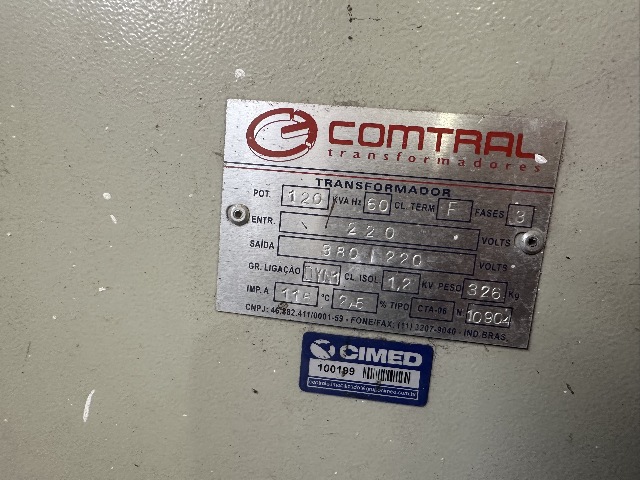 COMTRAL
transformadores
TRANSFORMADOR
POT. 120 KVA Hz 60 CL. TERM F FASES 3
ENTR. 220 VOLTS
SAÍDA 380 / 220 VOLTS
GR. LIGAÇÃO DYN1 CL. ISOL 1,2 KV PESO 326 Kg
IMP. A 115 °C 2,5 % TIPO CTA-06 N 10904
CNPJ: 46.882.411/0001-59 - FONE/FAX: (11) 3207-9040 - IND BRAS.
CIMED
100199